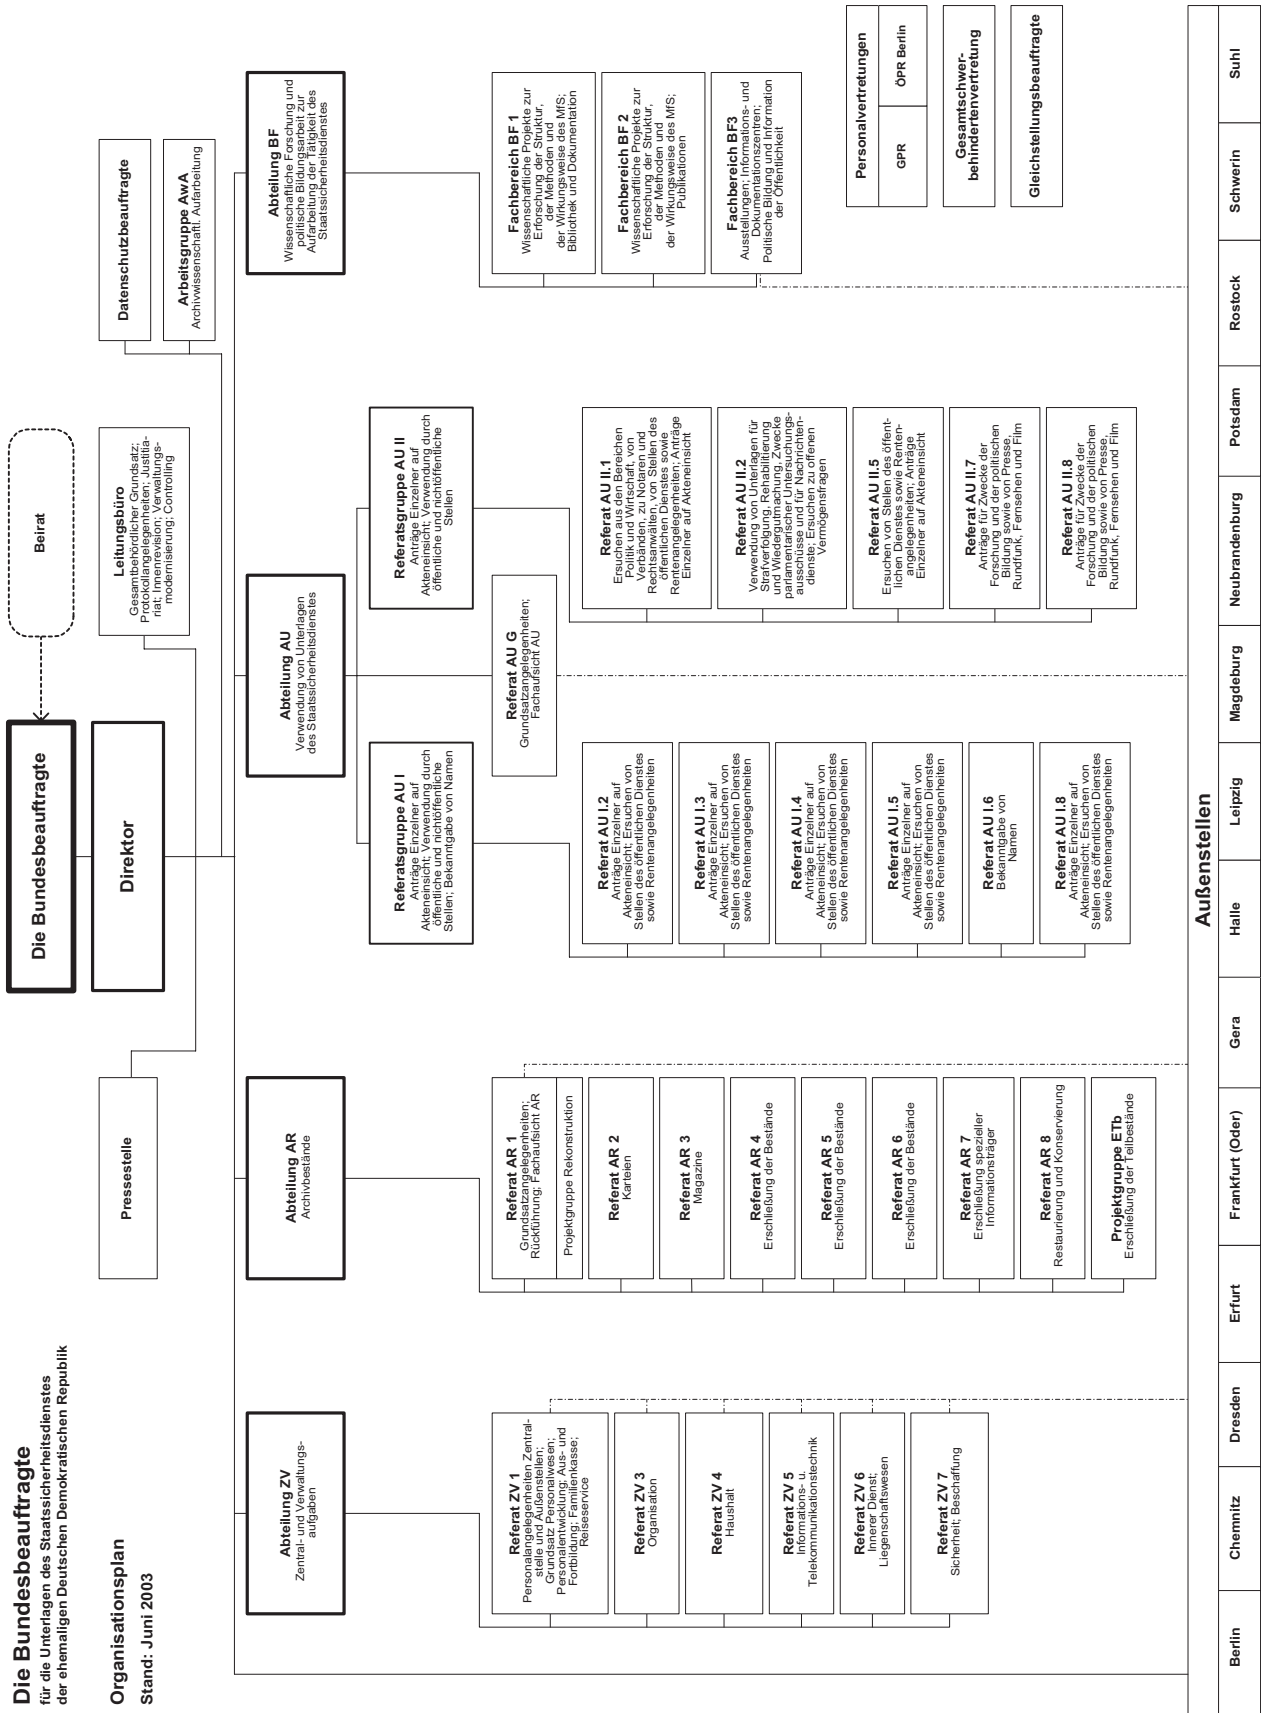 Die Bundesbeauftragte
für die Unterlagen des Staatssicherheitsdienstes
der ehemaligen Deutschen Demokratischen Republik
Organisationsplan
Stand: Juni 2003
Die Bundesbeauftragte
Beirat
Direktor
Pressestelle
Leitungsbüro
Gesamtbehördlicher Grundsatz;
Protokollangelegenheiten; Justitia-
riat; Innenrevision; Verwaltungs-
modernisierung; Controlling
Datenschutzbeauftragte
Arbeitsgruppe AwA
Archivwissenschaftl. Aufarbeitung
Abteilung ZV
Zentral- und Verwaltungs-
aufgaben
Abteilung AR
Archivbestände
Abteilung AU
Verwendung von Unterlagen
des Staatssicherheitsdienstes
Abteilung BF
Wissenschaftliche Forschung und
politische Bildungsarbeit zur
Aufarbeitung der Tätigkeit des
Staatssicherheitsdienstes
Referat ZV 1
Personalangelegenheiten Zentral-
stelle und Außenstellen;
Grundsatz Personalwesen;
Personalentwicklung; Aus- und
Fortbildung; Familienkasse;
Reiseservice
Referat ZV 3
Organisation
Referat ZV 4
Haushalt
Referat ZV 5
Informations- u.
Telekommunikationstechnik
Referat ZV 6
Innerer Dienst;
Liegenschaftswesen
Referat ZV 7
Sicherheit; Beschaffung
Referat AR 1
Grundsatzangelegenheiten;
Rückführung; Fachaufsicht AR
Projektgruppe Rekonstruktion
Referat AR 2
Karteien
Referat AR 3
Magazine
Referat AR 4
Erschließung der Bestände
Referat AR 5
Erschließung der Bestände
Referat AR 6
Erschließung der Bestände
Referat AR 7
Erschließung spezieller
Informationsträger
Referat AR 8
Restaurierung und Konservierung
Projektgruppe ETb
Erschließung der Teilbestände
Referatsgruppe AU I
Anträge Einzelner auf
Akteneinsicht; Verwendung durch
öffentliche und nichtöffentliche
Stellen; Bekanntgabe von Namen
Referatsgruppe AU II
Anträge Einzelner auf
Akteneinsicht; Verwendung durch
öffentliche und nichtöffentliche
Stellen
Referat AU G
Grundsatzangelegenheiten;
Fachaufsicht AU
Referat AU I.2
Anträge Einzelner auf
Akteneinsicht; Ersuchen von
Stellen des öffentlichen Dienstes
sowie Rentenangelegenheiten
Referat AU I.3
Anträge Einzelner auf
Akteneinsicht; Ersuchen von
Stellen des öffentlichen Dienstes
sowie Rentenangelegenheiten
Referat AU I.4
Anträge Einzelner auf
Akteneinsicht; Ersuchen von
Stellen des öffentlichen Dienstes
sowie Rentenangelegenheiten
Referat AU I.5
Anträge Einzelner auf
Akteneinsicht; Ersuchen von
Stellen des öffentlichen Dienstes
sowie Rentenangelegenheiten
Referat AU I.6
Bekanntgabe von
Namen
Referat AU I.8
Anträge Einzelner auf
Akteneinsicht; Ersuchen von
Stellen des öffentlichen Dienstes
sowie Rentenangelegenheiten
Referat AU II.1
Ersuchen aus den Bereichen
Politik und Wirtschaft, von
Verbänden, zu Notaren und
Rechtsanwälten, von Stellen des
öffentlichen Dienstes sowie
Rentenangelegenheiten; Anträge
Einzelner auf Akteneinsicht
Referat AU II.2
Verwendung von Unterlagen für
Strafverfolgung, Rehabilitierung
und Wiedergutmachung, Zwecke
parlamentarischer Untersuchungs-
ausschüsse und für Nachrichten-
dienste; Ersuchen zu offenen
Vermögensfragen
Referat AU II.5
Ersuchen von Stellen des öffent-
lichen Dienstes sowie Renten-
angelegenheiten; Anträge
Einzelner auf Akteneinsicht
Referat AU II.7
Anträge für Zwecke der
Forschung und der politischen
Bildung sowie von Presse,
Rundfunk, Fernsehen und Film
Referat AU II.8
Anträge für Zwecke der
Forschung und der politischen
Bildung sowie von Presse,
Rundfunk, Fernsehen und Film
Fachbereich BF 1
Wissenschaftliche Projekte zur
Erforschung der Struktur,
der Methoden und
der Wirkungsweise des MfS;
Bibliothek und Dokumentation
Fachbereich BF 2
Wissenschaftliche Projekte zur
Erforschung der Struktur,
der Methoden und
der Wirkungsweise des MfS;
Publikationen
Fachbereich BF3
Ausstellungen; Informations- und
Dokumentationszentren;
Politische Bildung und Information
der Öffentlichkeit
Personalvertretungen
GPR
ÖPR Berlin
Gesamtschwer-
behindertenvertretung
Gleichstellungsbeauftragte
Außenstellen
Berlin
Chemnitz
Dresden
Erfurt
Frankfurt (Oder)
Gera
Halle
Leipzig
Magdeburg
Neubrandenburg
Potsdam
Rostock
Schwerin
Suhl